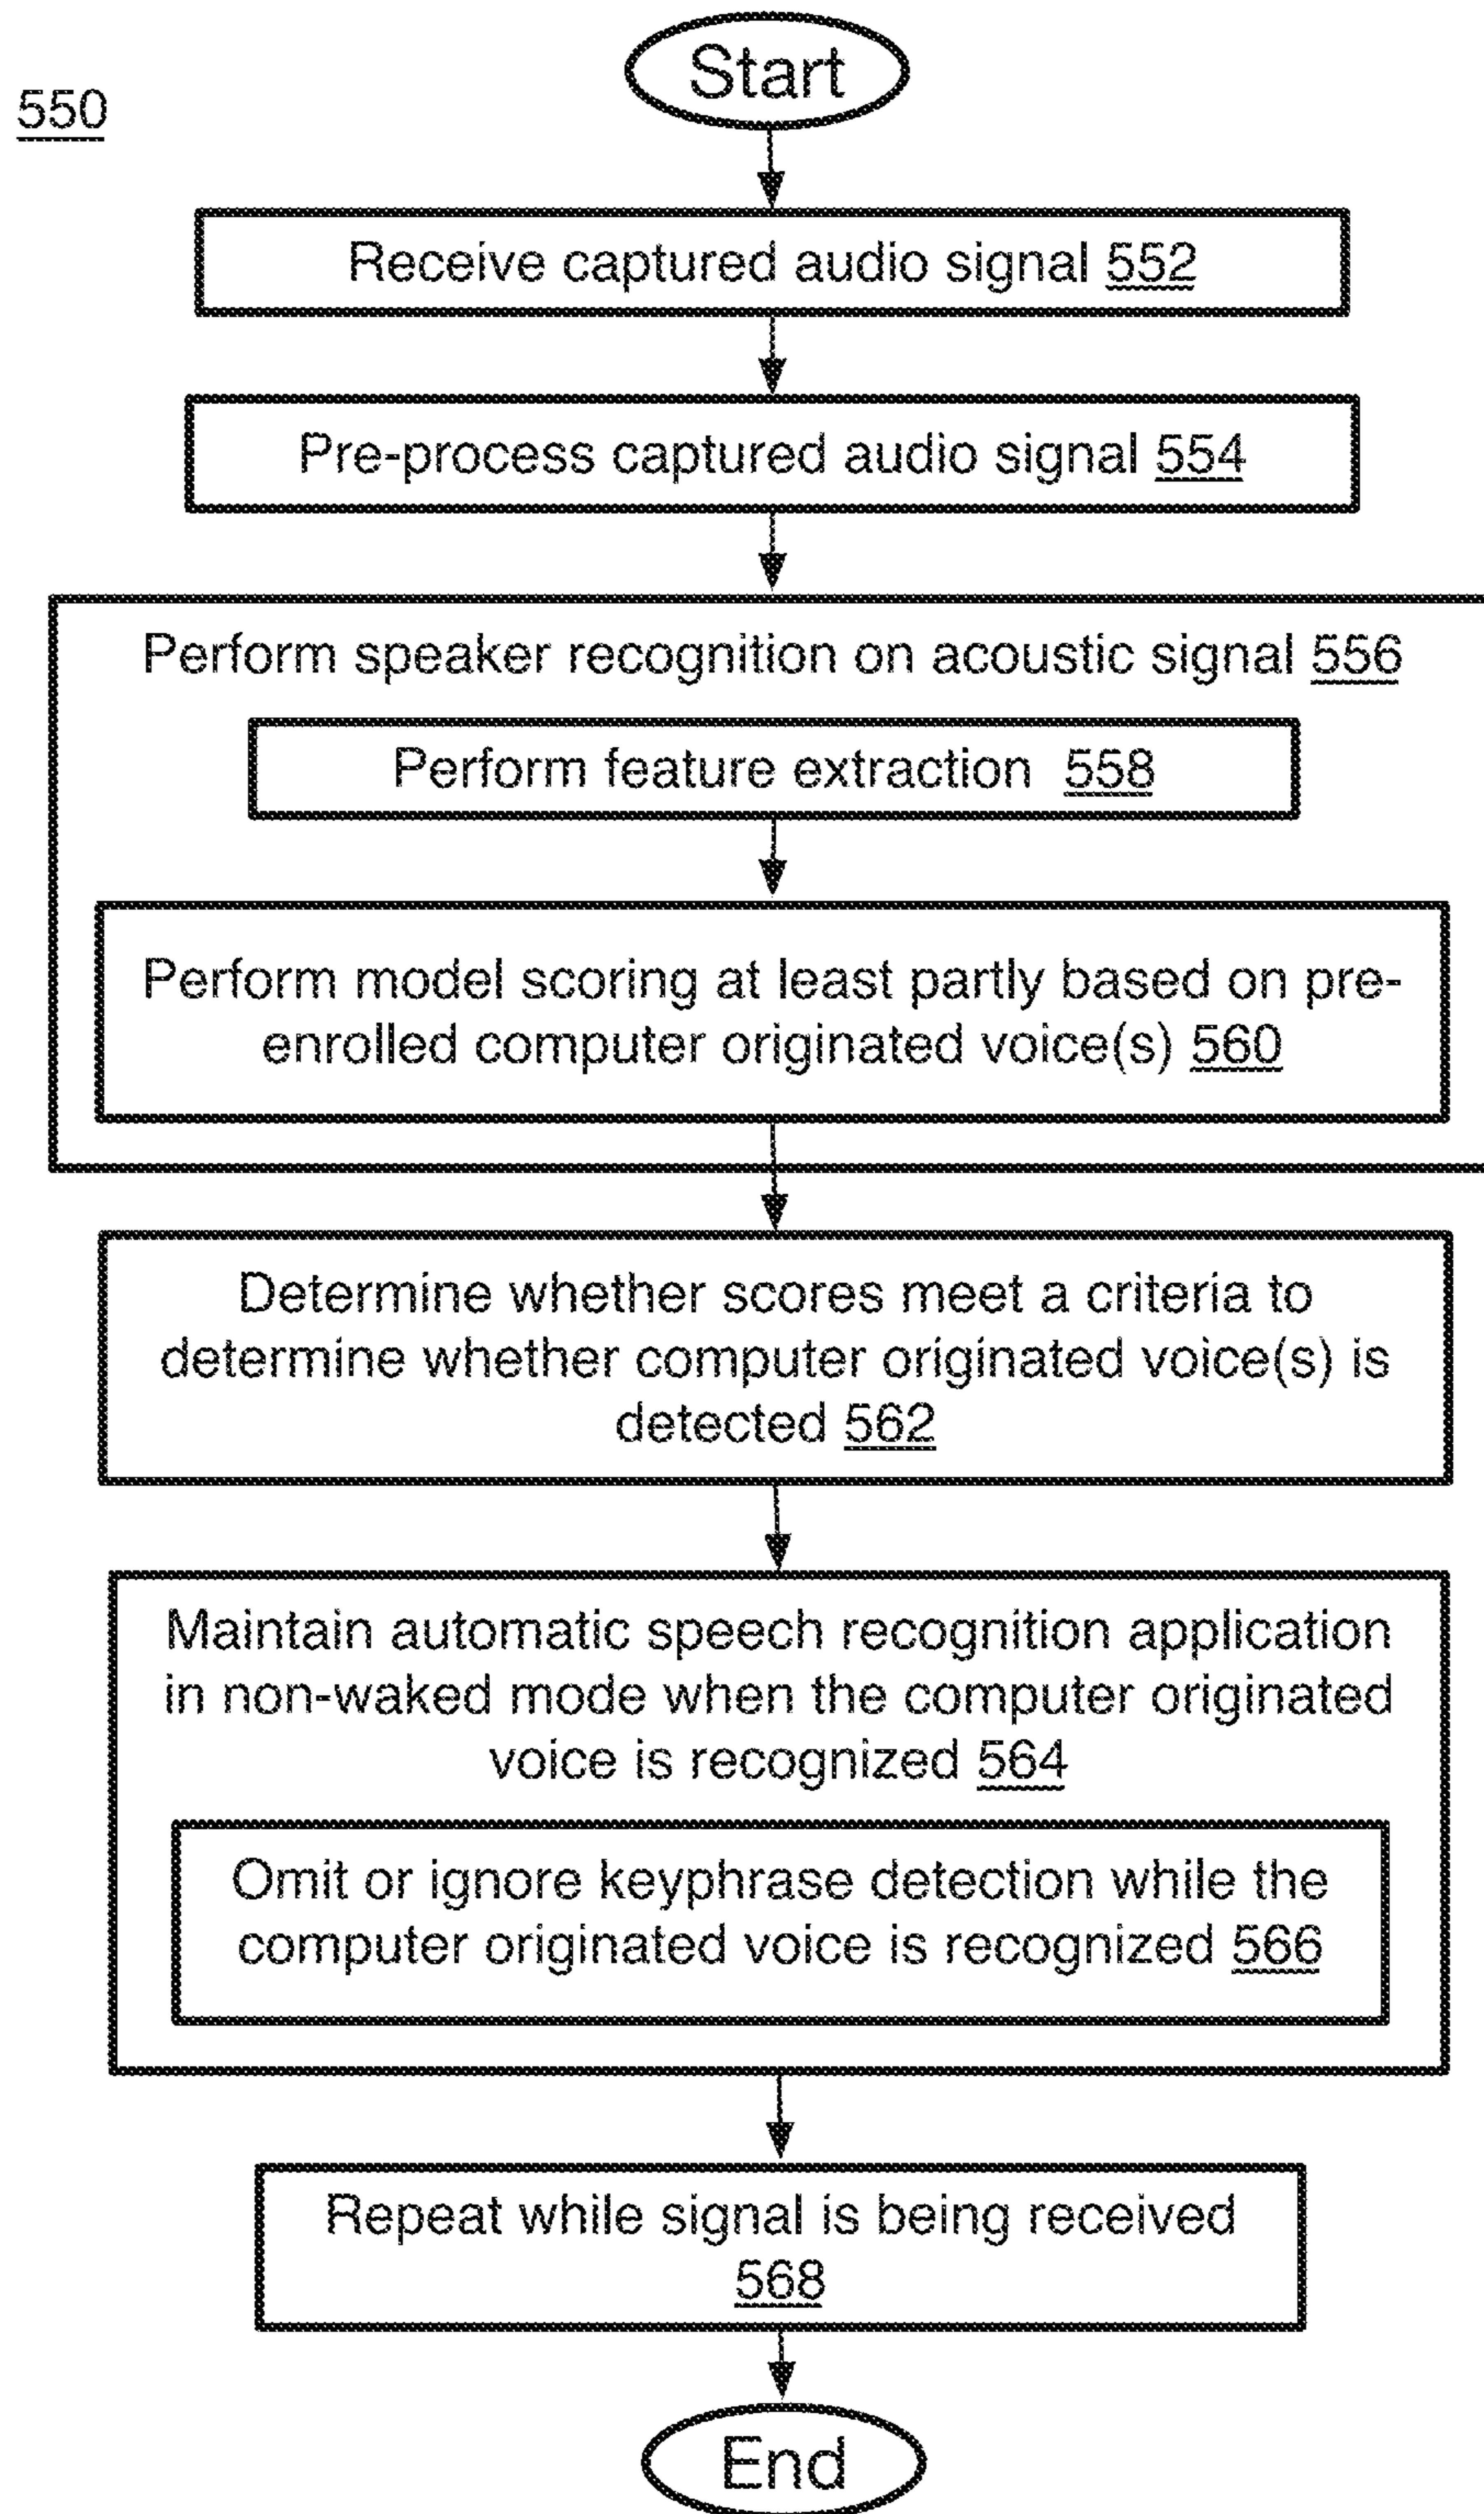 Start
550
Receive captured audio signal 552
Pre-process captured audio signal 554
Perform speaker recognition on acoustic signal 556
Perform feature extraction 558
Perform model scoring at least partly based on pre-
enrolled computer originated voice(s) 560
Determine whether scores meet a criteria to
determine whether computer originated voice(s) is
detected 562
Maintain automatic speech recognition application
in non-waked mode when the computer originated
voice is recognized 564
Omit or ignore keyphrase detection while the
computer originated voice is recognized 566
Repeat while signal is being received
568
End